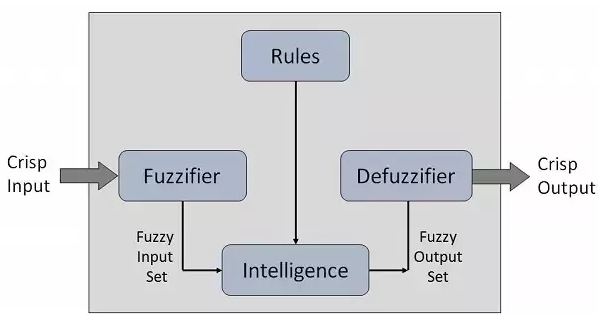 Rules
Crisp
Input
Fuzzifier
Defuzzifier
Crisp
Output
Fuzzy
Input
Set
Intelligence
Fuzzy
Output
Set